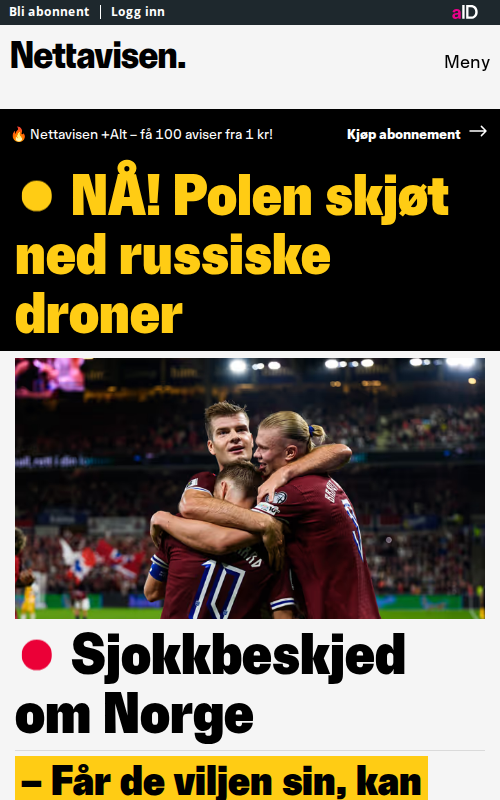 Bli abonnent | Logg inn
aID
Nettavisen.
Meny
🔥 Nettavisen +Alt – få 100 aviser fra 1 kr!
Kjøp abonnement →
NÅ! Polen skjøt
ned russiske
droner
10
Sjokkbeskjed
om Norge
– Får de viljen sin, kan